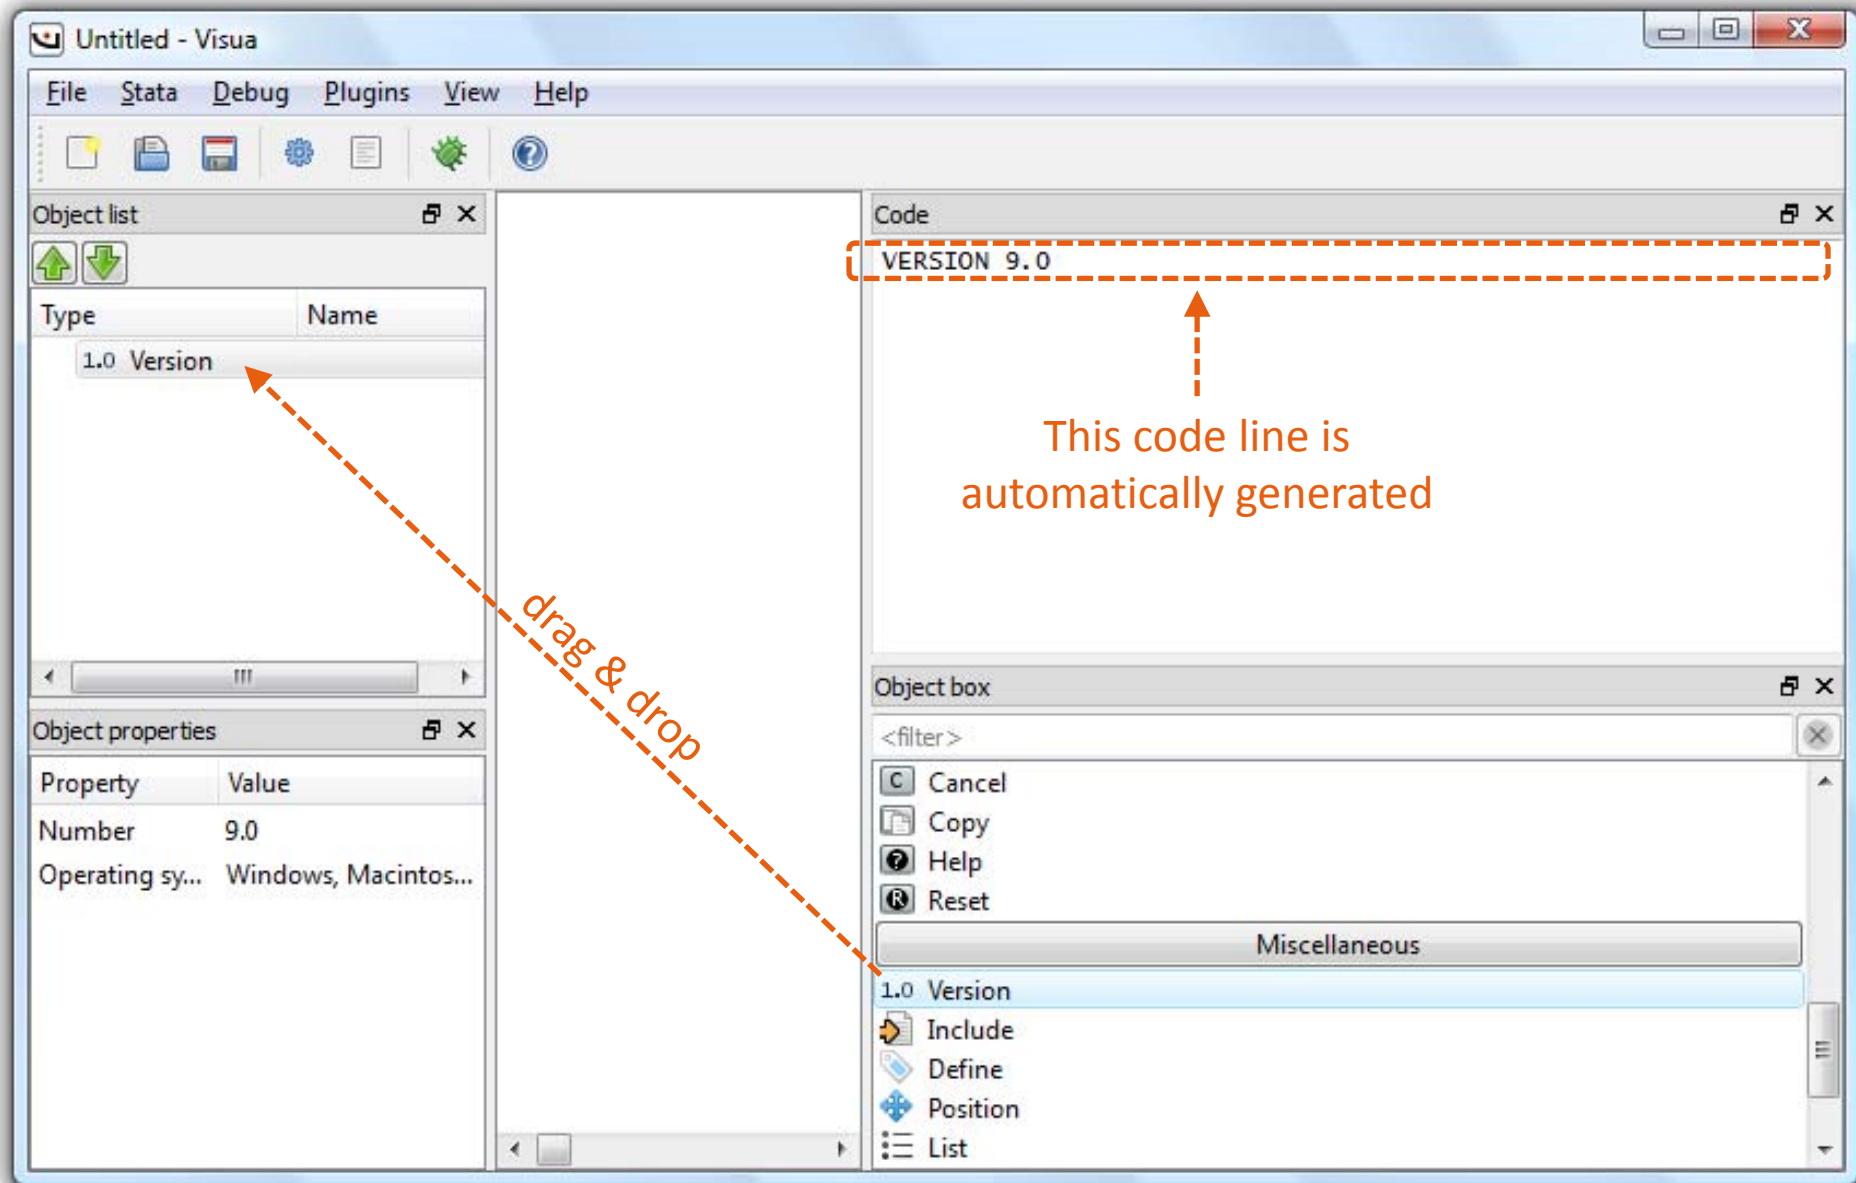 Untitled - Visua
File Stata Debug Plugins View Help
Object list
Type Name
1.0 Version
Code
VERSION 9.0
This code line is
automatically generated
drag & drop
Object properties
Property Value
Number 9.0
Operating sy... Windows, Macintos...
Object box
<filter>
C Cancel
Copy
? Help
R Reset
Miscellaneous
1.0 Version
Include
Define
Position
List